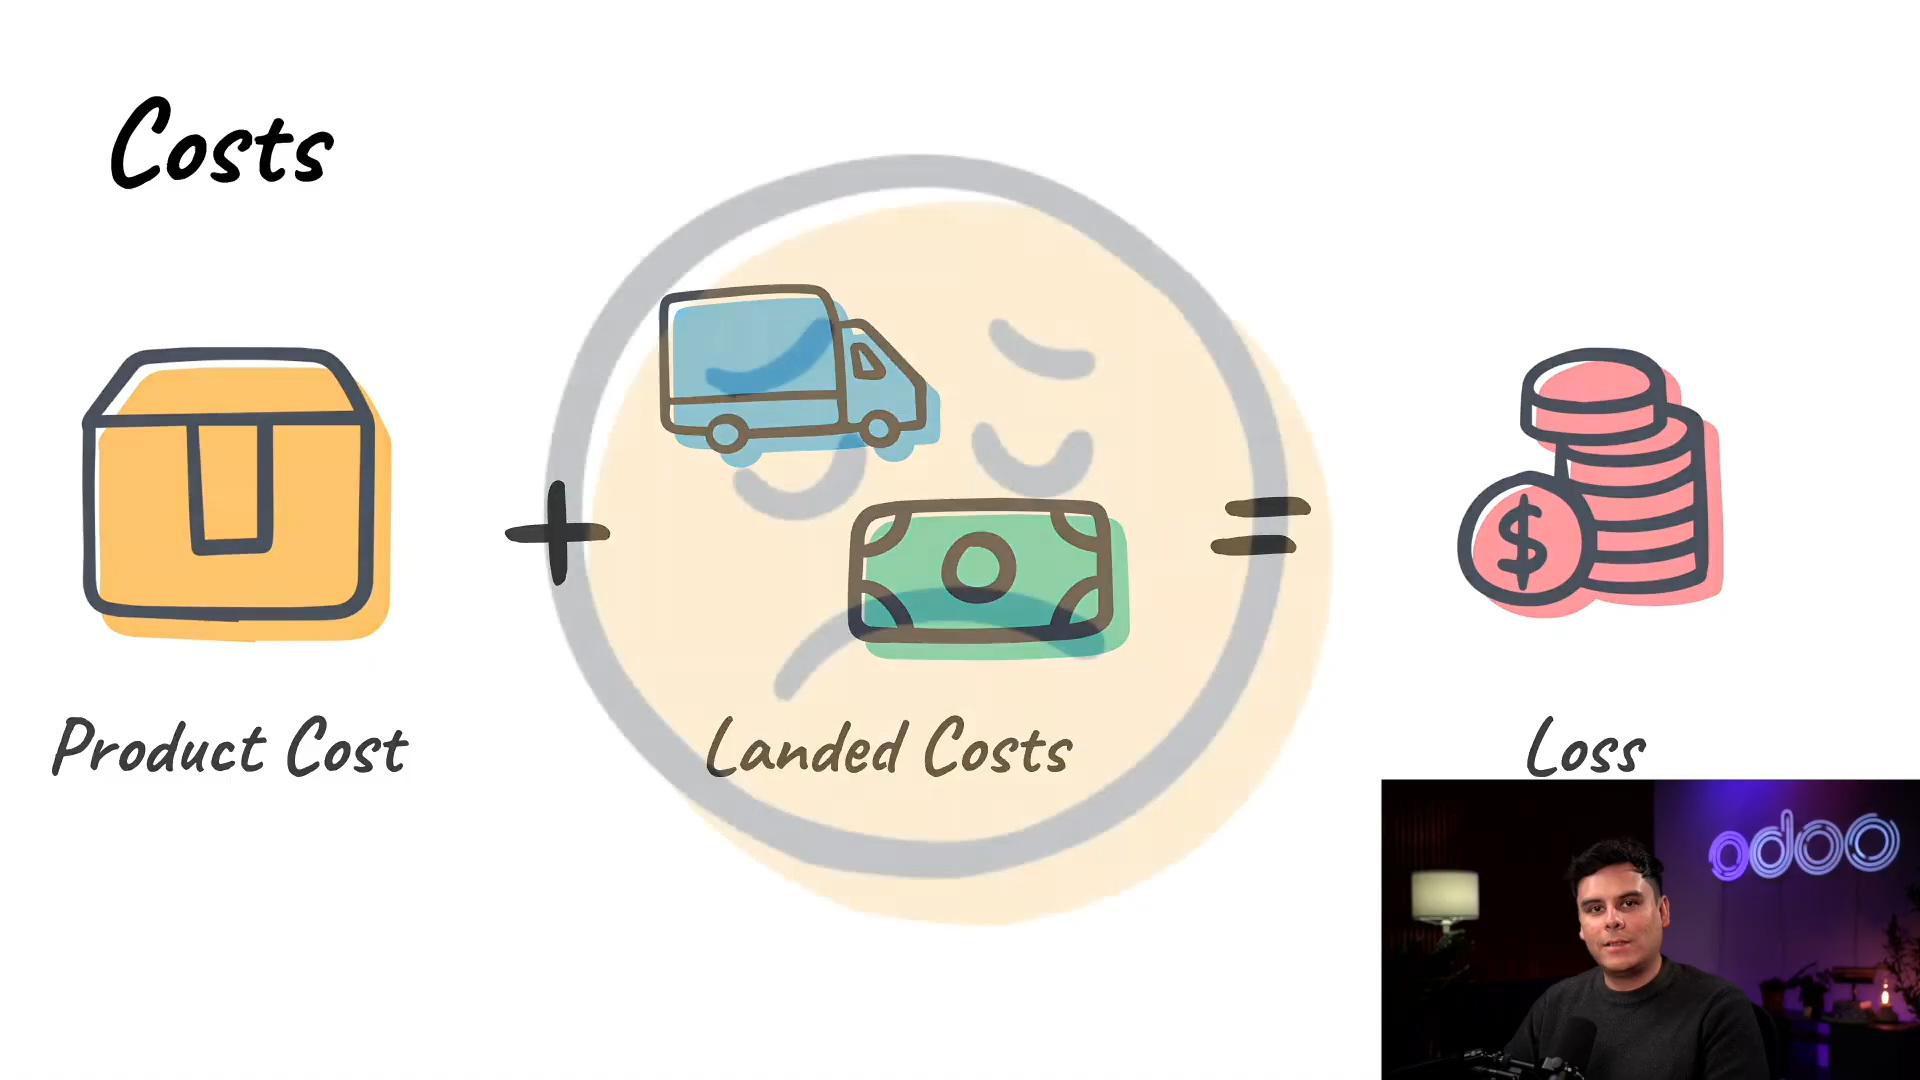 Costs
+
=
$
Product Cost
Landed Costs
Loss
odoo